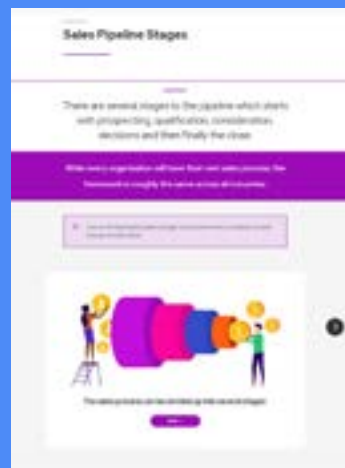 Sales Pipeline Stages
There are several stages to the pipeline which starts
with prospecting, qualification, consideration,
decisions and then finally the close
While every organisation will have their own sales process, the
framework is roughly the same across all industries.
The sales process can be broken up into several stages